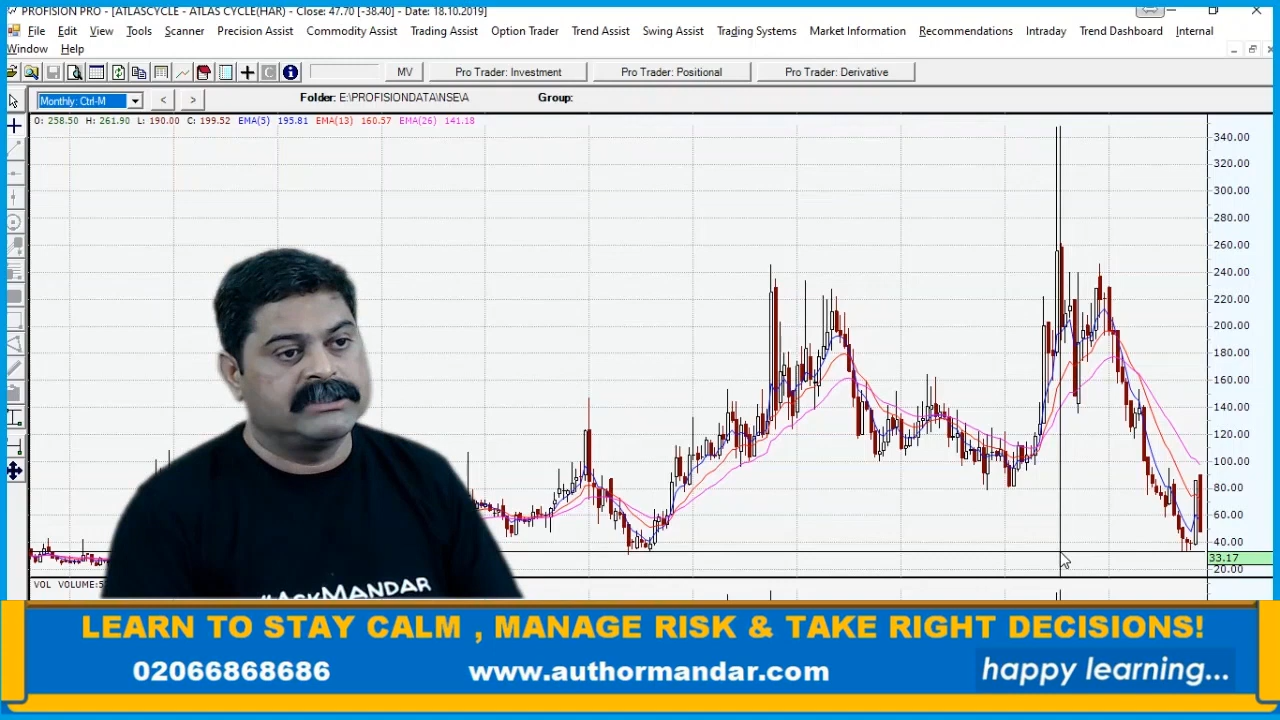 PROFISION PRO - [ATLASCYCLE - ATLAS CYCLE(HAR) - Close: 47.70 [-38.40] - Date: 18.10.2019]
File Edit View Tools Scanner Precision Assist Commodity Assist Trading Assist Option Trader Trend Assist Swing Assist Trading Systems Market Information Recommendations Intraday Trend Dashboard Internal
Window Help
MV Pro Trader: Investment Pro Trader: Positional Pro Trader: Derivative
Monthly: Ctrl-M < > Folder: E:\PROFISIONDATA\NSE\A Group:
O: 258.50 H: 261.90 L: 190.00 C: 199.52 EMA(5) 195.81 EMA(13) 160.57 EMA(26) 141.18
340.00
320.00
300.00
280.00
260.00
240.00
220.00
200.00
180.00
160.00
140.00
120.00
100.00
80.00
60.00
40.00
33.17
20.00
VOL VOLUME:5
#ASKMANDAR
LEARN TO STAY CALM , MANAGE RISK & TAKE RIGHT DECISIONS!
02066868686 www.authormandar.com happy learning...